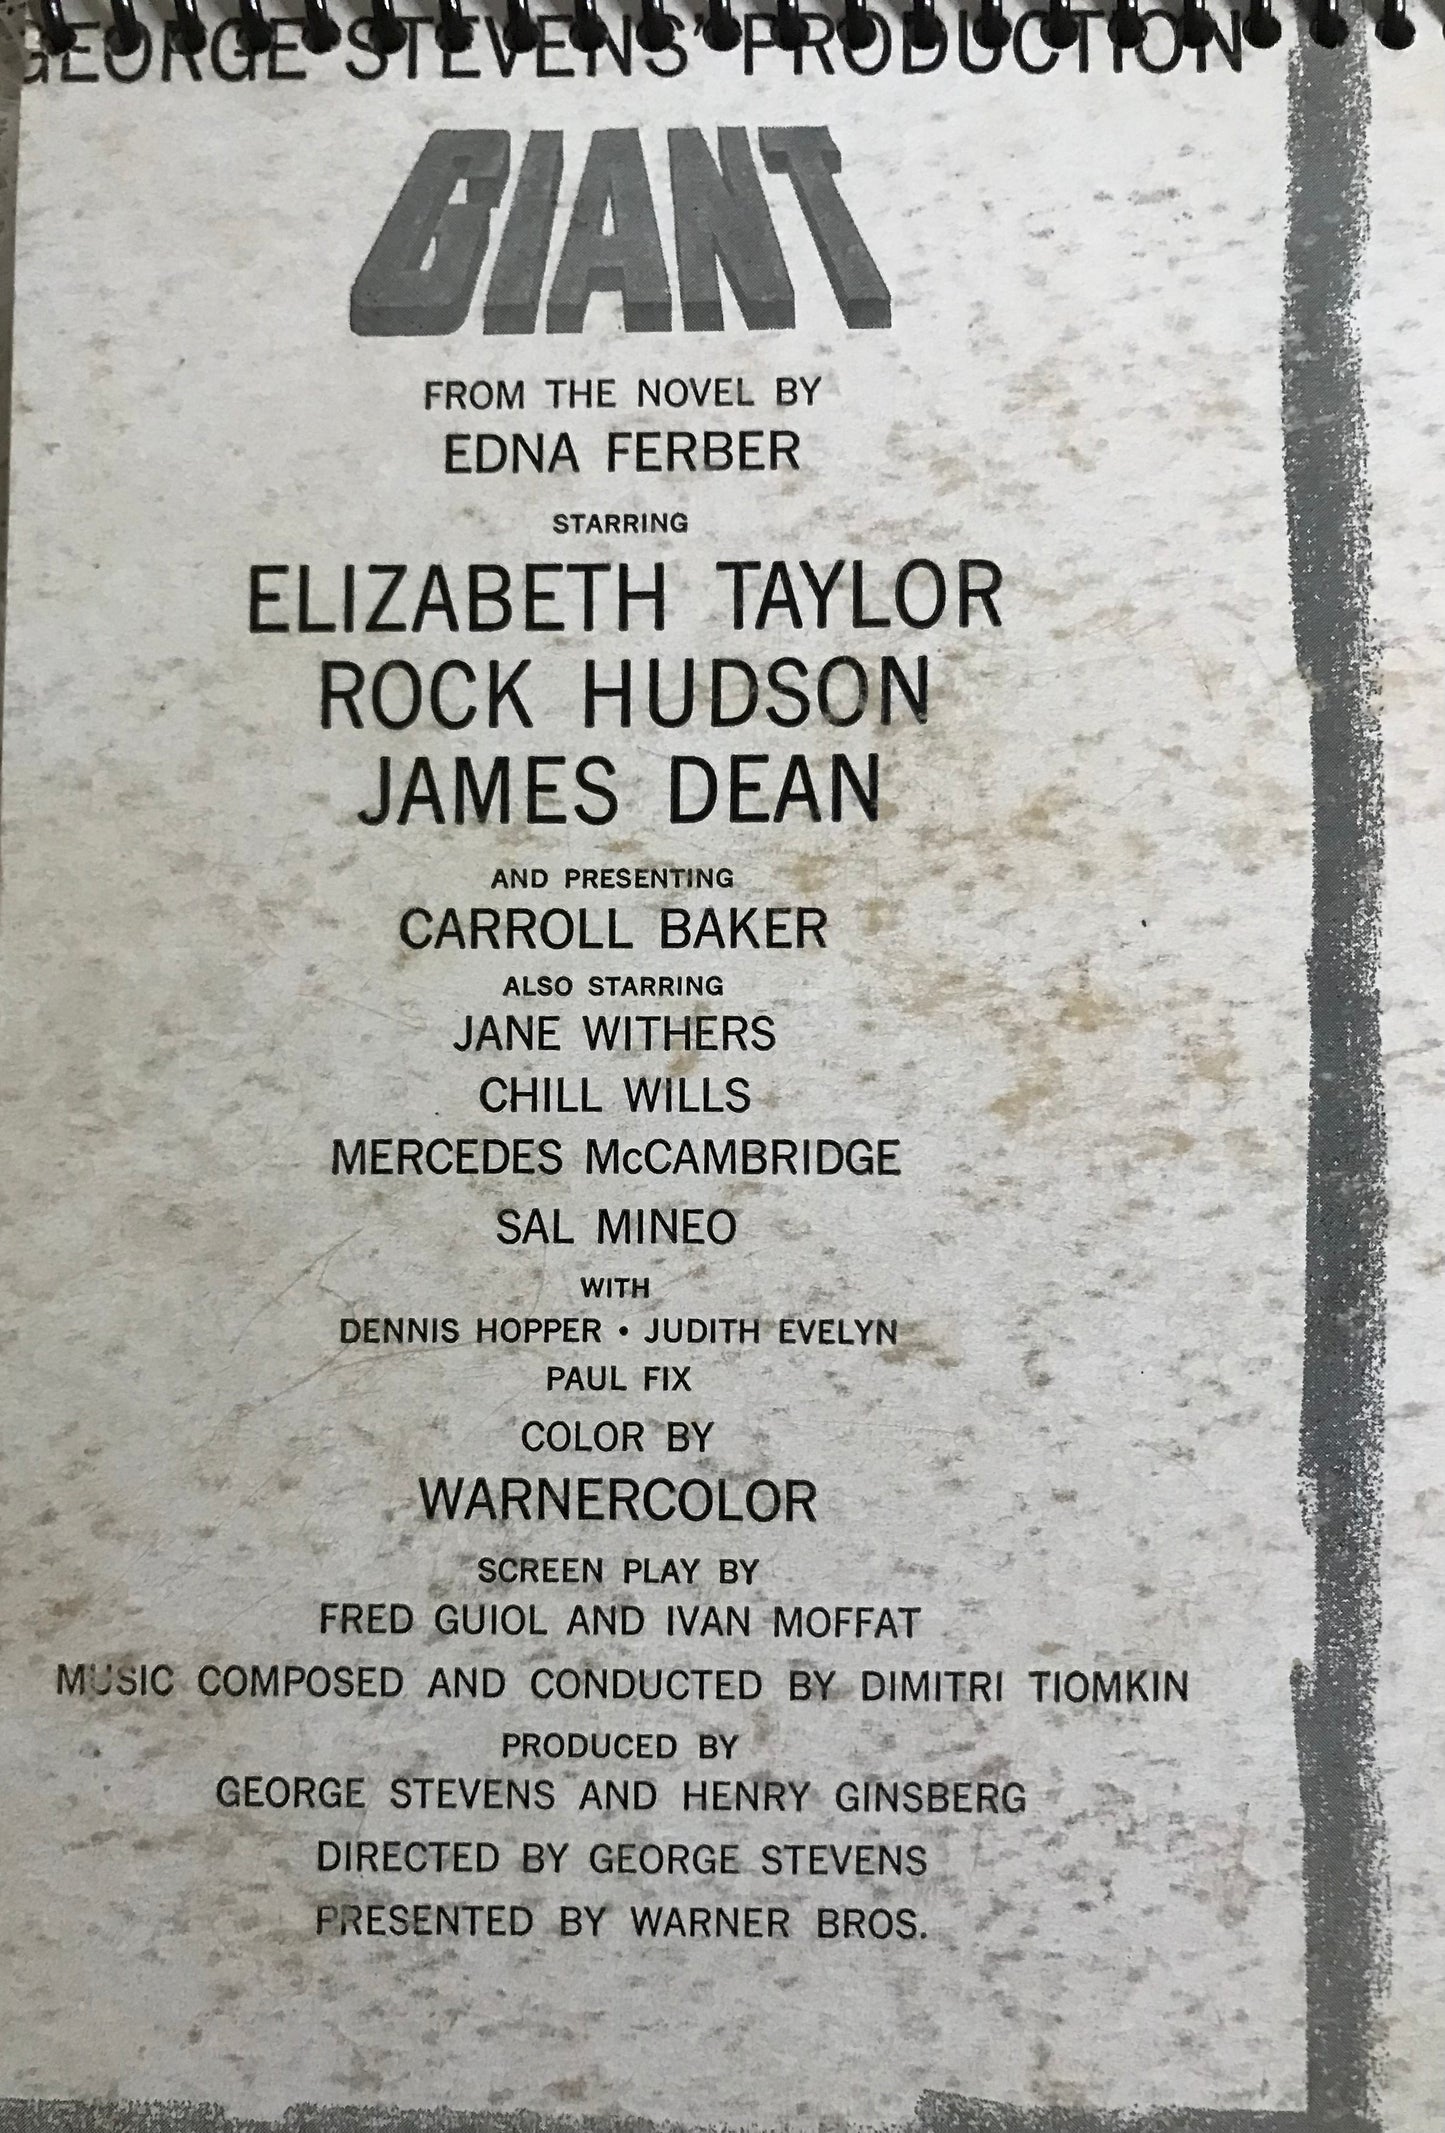 GEORGE STEVENS' PRODUCTION
GIANT
FROM THE NOVEL BY
EDNA FERBER
STARRING
ELIZABETH TAYLOR
ROCK HUDSON
JAMES DEAN
AND PRESENTING
CARROLL BAKER
ALSO STARRING
JANE WITHERS
CHILL WILLS
MERCEDES McCAMBRIDGE
SAL MINEO
WITH
DENNIS HOPPER • JUDITH EVELYN
PAUL FIX
COLOR BY
WARNERCOLOR
SCREEN PLAY BY
FRED GUIOL AND IVAN MOFFAT
MUSIC COMPOSED AND CONDUCTED BY DIMITRI TIOMKIN
PRODUCED BY
GEORGE STEVENS AND HENRY GINSBERG
DIRECTED BY GEORGE STEVENS
PRESENTED BY WARNER BROS.